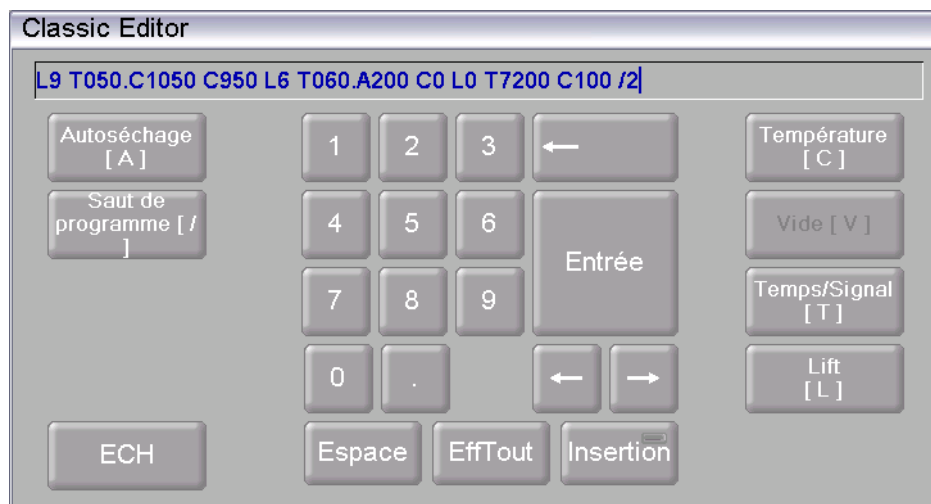 Classic Editor
L9 T050.C1050 C950 L6 T060.A200 C0 L0 T7200 C100 /2
Autoséchage
[ A ]
1 2 3
Température
[ C ]
Saut de
programme [ /
]
4 5 6
Entrée
Vide [ V ]
7 8 9
Temps/Signal
[ T ]
0 .
Lift
[ L ]
ECH
Espace
EffTout
Insertion